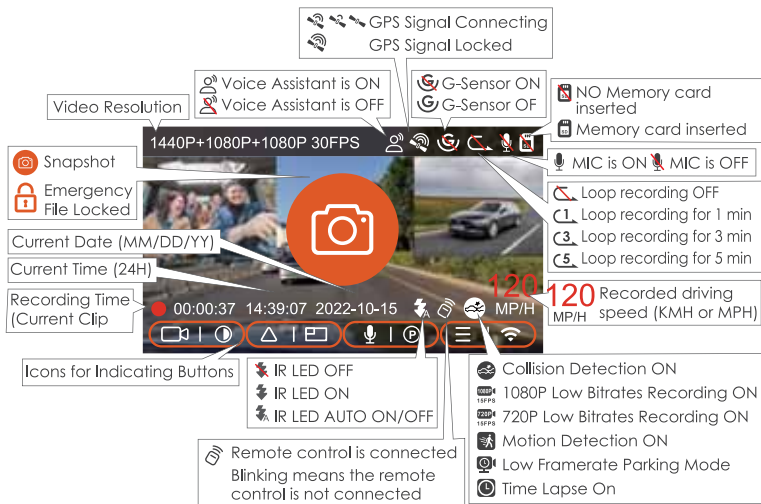 GPS Signal Connecting
GPS Signal Locked
Voice Assistant is ON
Voice Assistant is OFF
G-Sensor ON
G-Sensor OF
NO Memory card
inserted
Memory card inserted
Video Resolution
1440P+1080P+1080P 30FPS
MIC is ON
MIC is OFF
Snapshot
Emergency
File Locked
Loop recording OFF
1 Loop recording for 1 min
3 Loop recording for 3 min
5 Loop recording for 5 min
Current Date (MM/DD/YY)
Current Time (24H)
Recording Time
(Current Clip
00:00:37 14:39:07 2022-10-15
120
MP/H
120
MP/H
Recorded driving
speed (KMH or MPH)
P
Icons for Indicating Buttons
IR LED OFF
IR LED ON
IR LED AUTO ON/OFF
Collision Detection ON
1080P 15FPS 1080P Low Bitrates Recording ON
720P 15FPS 720P Low Bitrates Recording ON
Motion Detection ON
Low Framerate Parking Mode
Time Lapse On
Remote control is connected
Blinking means the remote
control is not connected